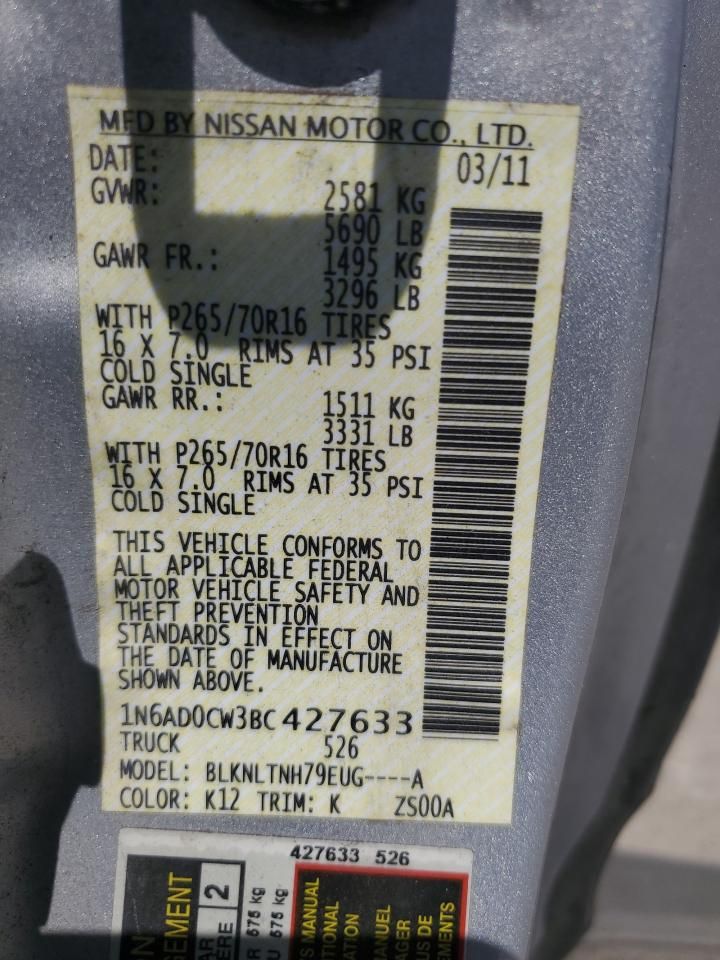 MFD BY NISSAN MOTOR CO., LTD.
DATE: 03/11
GVWR: 2581 KG
5690 LB
GAWR FR.: 1495 KG
3296 LB
WITH P265/70R16 TIRES
16 X 7.0 RIMS AT 35 PSI
COLD SINGLE
GAWR RR.: 1511 KG
3331 LB
WITH P265/70R16 TIRES
16 X 7.0 RIMS AT 35 PSI
COLD SINGLE
THIS VEHICLE CONFORMS TO
ALL APPLICABLE FEDERAL
MOTOR VEHICLE SAFETY AND
THEFT PREVENTION
STANDARDS IN EFFECT ON
THE DATE OF MANUFACTURE
SHOWN ABOVE.
1N6AD0CW3BC427633
TRUCK 526
MODEL: BLKNLTNH79EUG----A
COLOR: K12 TRIM: K ZS00A
427633 526
2
675 kg
675 kg
MANUAL